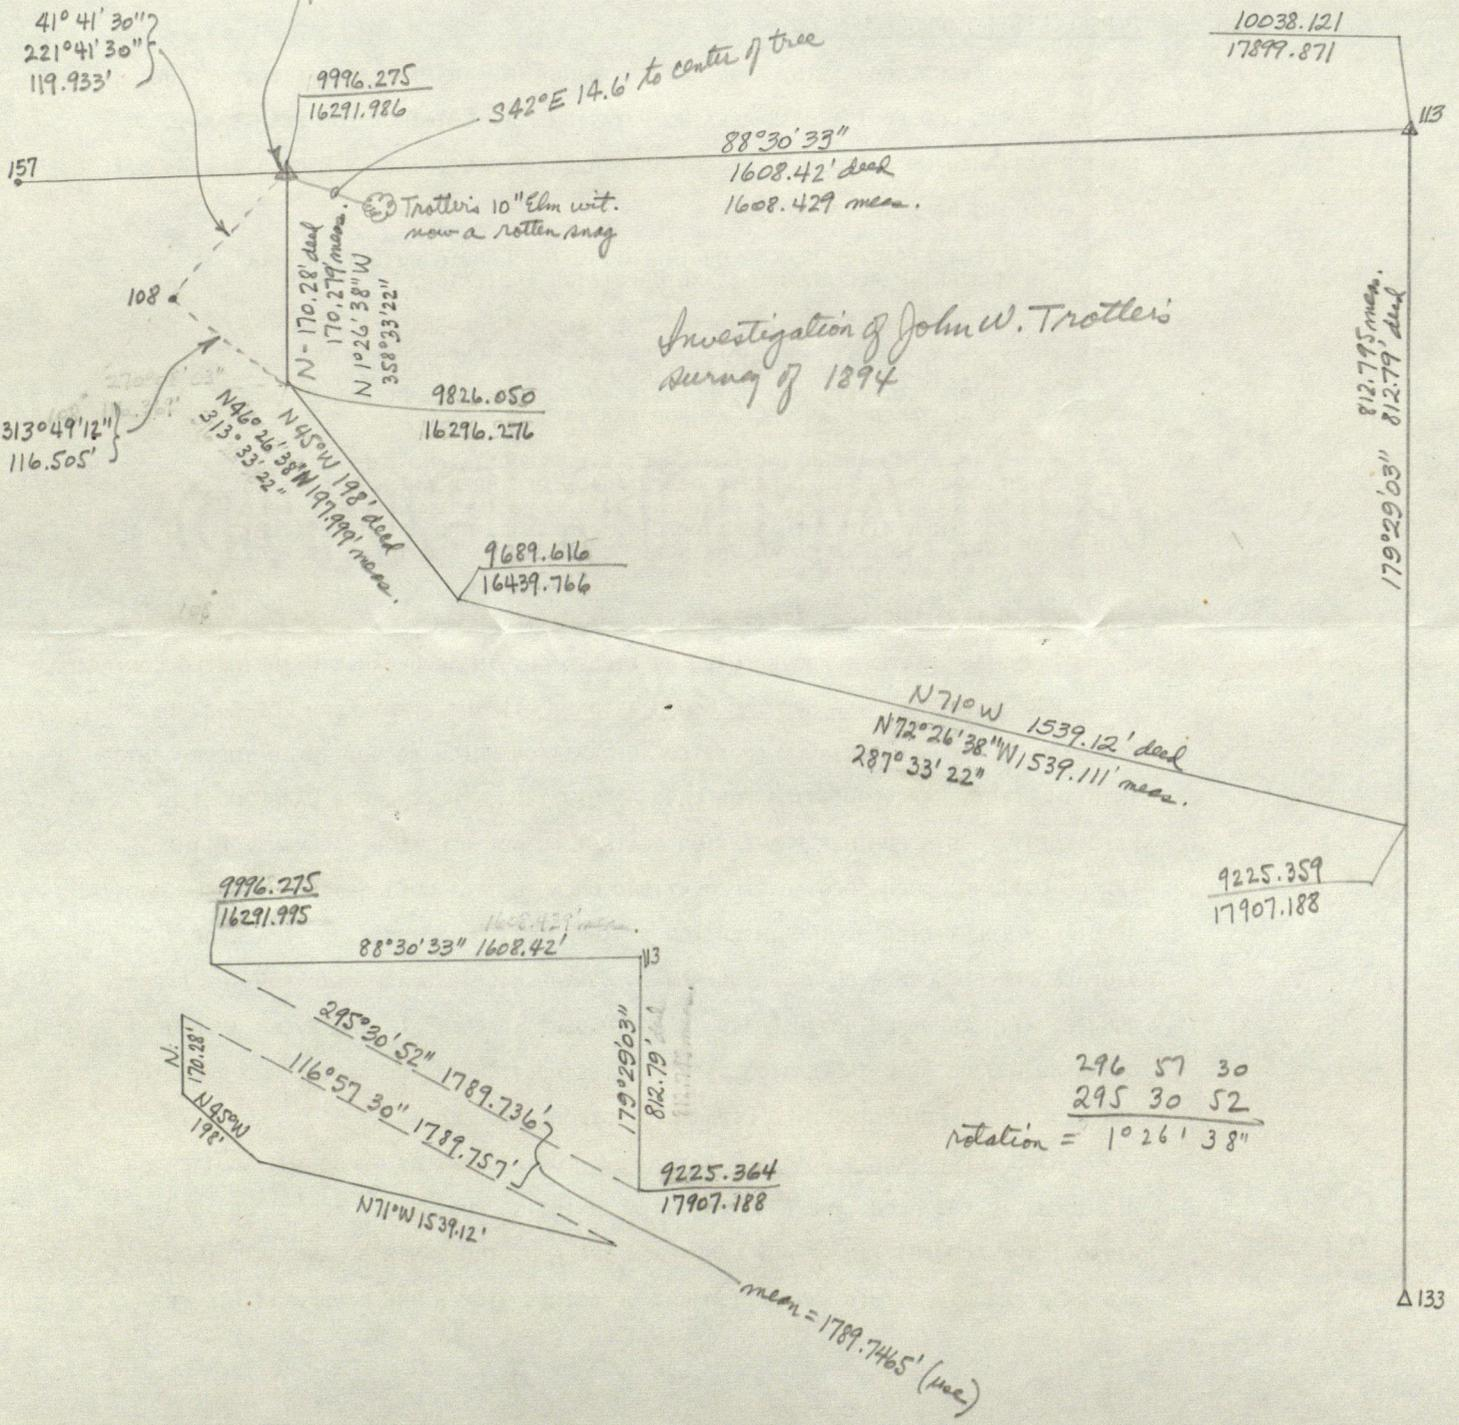 41° 41' 30"
221° 41' 30"
119.933'
9996.275
16291.986
S42°E 14.6' to center of tree
10038.121
17899.871
113
157
88°30'33"
1608.42' deed
1608.429 meas.
Trotter's 10" Elm wit.
now a rotten snag
N - 170.28' deed
170.279' meas.
N 1°26'38" W
358°33'22"
108
Investigation of John W. Trotter's
survey of 1894
812.795 meas.
812.79' deed
179°29'03"
9826.050
16296.276
313°49'12"
116.505'
N45°W 198' deed
N46°26'38"W 197.999' meas.
313°33'22"
9689.616
16439.766
N71°W 1539.12' deed
N72°26'38"W 1539.111' meas.
287°33'22"
9225.359
17907.188
9996.275
16291.995
1608.429' meas.
88°30'33" 1608.42'
113
295°30'52" 1789.736'
116°57'30" 1789.757'
179°29'03"
812.79' deed
N.
170.28'
N45°W
198'
N71°W 1539.12'
9225.364
17907.188
296 57 30
295 30 52
rotation = 1° 26' 38"
mean = 1789.7465' (use)
133